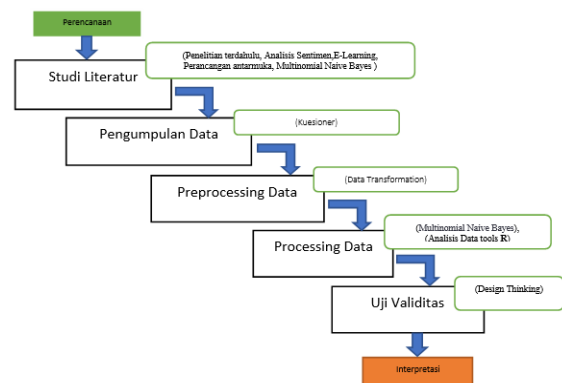 Perencanaan
Studi Literatur
(Penelitian terdahulu, Analisis Sentimen,E-Learning,
Perancangan antarmuka, Multinomial Naive Bayes )
Pengumpulan Data
(Kuesioner)
Preprocessing Data
(Data Transformation)
Processing Data
(Multinomial Naive Bayes),
(Analisis Data tools R)
Uji Validitas
(Design Thinking)
Interpretasi